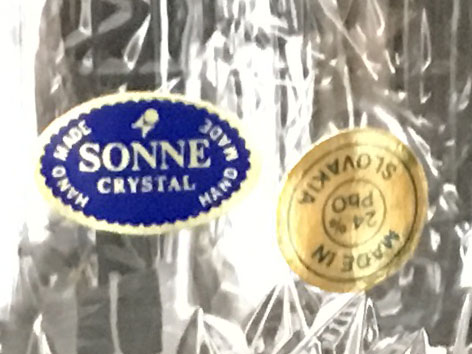 HAND MADE
SONNE
CRYSTAL
HAND MADE
MADE IN
SLOVAKIA
24 %
PbO